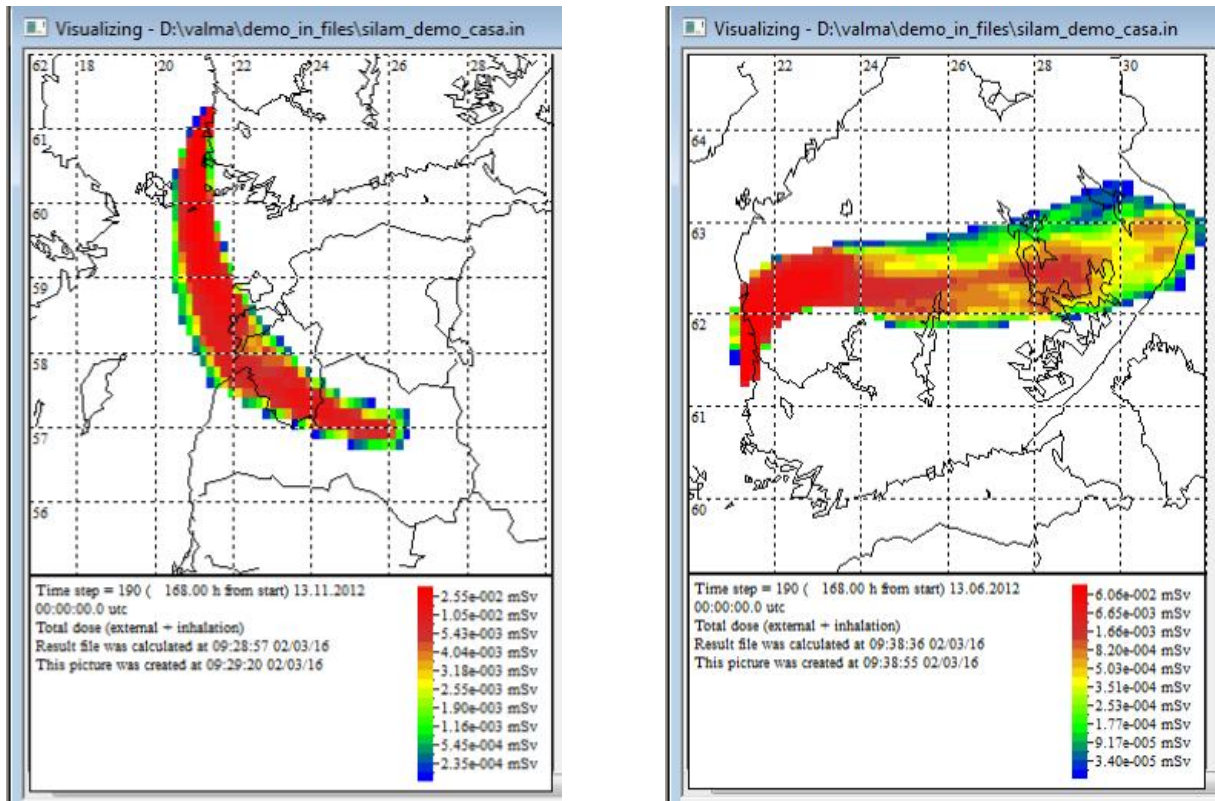 Visualizing - D:\valma\demo_in_files\silam_demo_casa.in
62 18 20 22 24 26 28
61
60
59
58
57
56
Time step = 190 ( 168.00 h from start) 13.11.2012
00:00:00.0 utc
Total dose (external + inhalation)
Result file was calculated at 09:28:57 02/03/16
This picture was created at 09:29:20 02/03/16
2.55e-002 mSv
1.05e-002 mSv
5.43e-003 mSv
4.04e-003 mSv
3.18e-003 mSv
2.55e-003 mSv
1.90e-003 mSv
1.16e-003 mSv
5.45e-004 mSv
2.35e-004 mSv
Visualizing - D:\valma\demo_in_files\silam_demo_casa.in
22 24 26 28 30
64
63
62
61
60
Time step = 190 ( 168.00 h from start) 13.06.2012
00:00:00.0 utc
Total dose (external + inhalation)
Result file was calculated at 09:38:36 02/03/16
This picture was created at 09:38:55 02/03/16
6.06e-002 mSv
6.65e-003 mSv
1.66e-003 mSv
8.20e-004 mSv
5.03e-004 mSv
3.51e-004 mSv
2.53e-004 mSv
1.77e-004 mSv
9.17e-005 mSv
3.40e-005 mSv